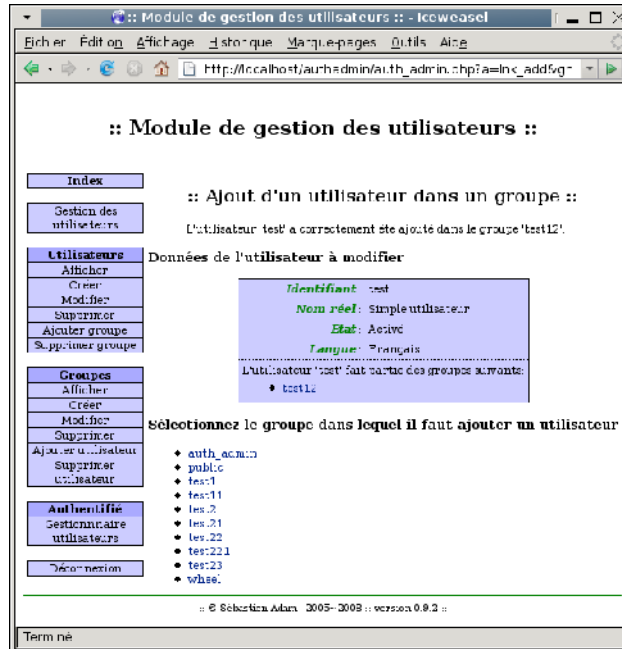 :: Module de gestion des utilisateurs :: - Iceweasel
Fichier Édition Affichage Historique Marque-pages Outils Aide
http://localhost/authadmin/auth_admin.php?a=lnk_add&gr
:: Module de gestion des utilisateurs ::
Index
Gestion des
utilisateurs
Utilisateurs
Afficher
Créer
Modifier
Supprimer
Ajouter groupe
Supprimer groupe
Groupes
Afficher
Créer
Modifier
Supprimer
Ajouter utilisateur
Supprimer
utilisateur
Authentifié
Gestionnaire
utilisateurs
Déconnexion
:: Ajout d'un utilisateur dans un groupe ::
L'utilisateur 'test' a correctement été ajouté dans le groupe 'test12'.
Données de l'utilisateur à modifier
Identifiant : test
Nom réel : Simple utilisateur
Etat : Activé
Langue : Français
L'utilisateur 'test' fait partie des groupes suivants:
test12
Sélectionnez le groupe dans lequel il faut ajouter un utilisateur
auth_admin
public
test1
test11
test2
test21
test22
test221
test23
wheel
:: © Sébastien Adam 2005-2008 :: version 0.9.2 ::
Terminé